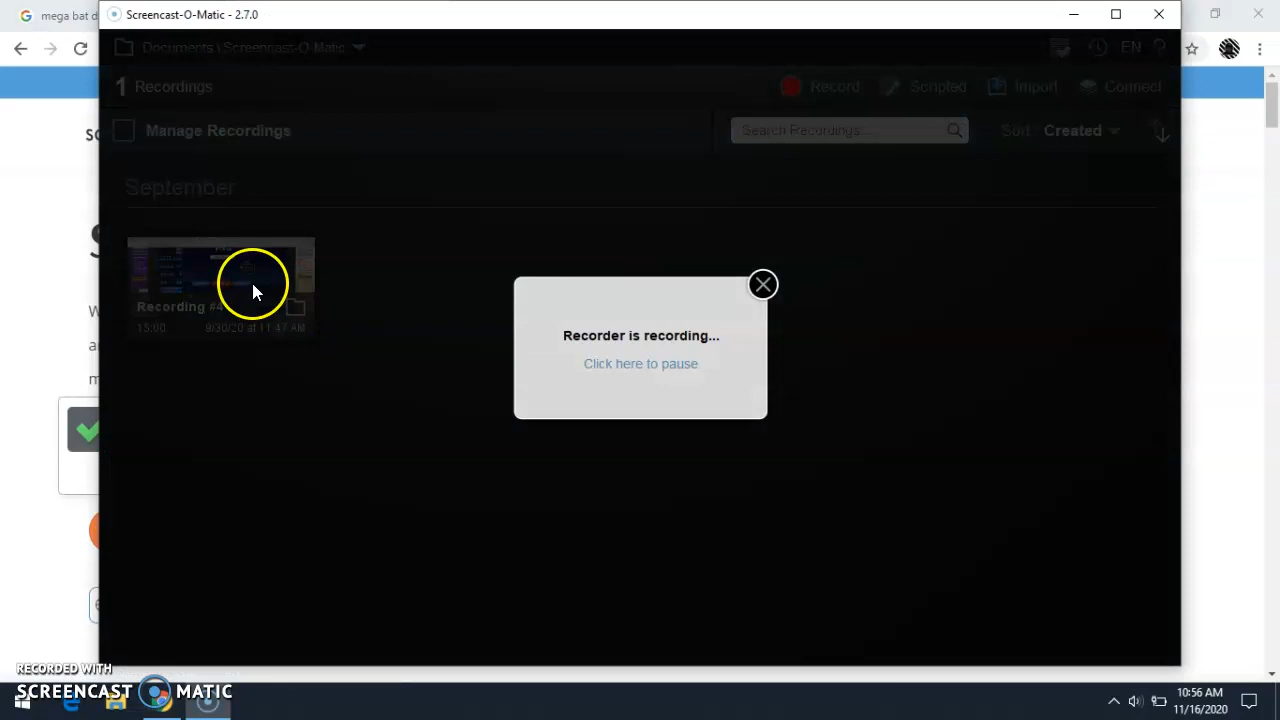 mega bat d
Screencast-O-Matic - 2.7.0
Documents \ Screencast-O-Matic
EN ?
1 Recordings
Record Scripted Import Connect
Manage Recordings
Search Recordings...
Sort Created
September
Recording #4
15:00 9/30/20 at 11:47 AM
Recorder is recording...
Click here to pause
RECORDED WITH
SCREENCAST MATIC
10:56 AM
11/16/2020